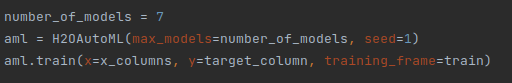 number_of_models = 7
aml = H2OAutoML(max_models=number_of_models, seed=1)
aml.train(x=x_columns, y=target_column, training_frame=train)